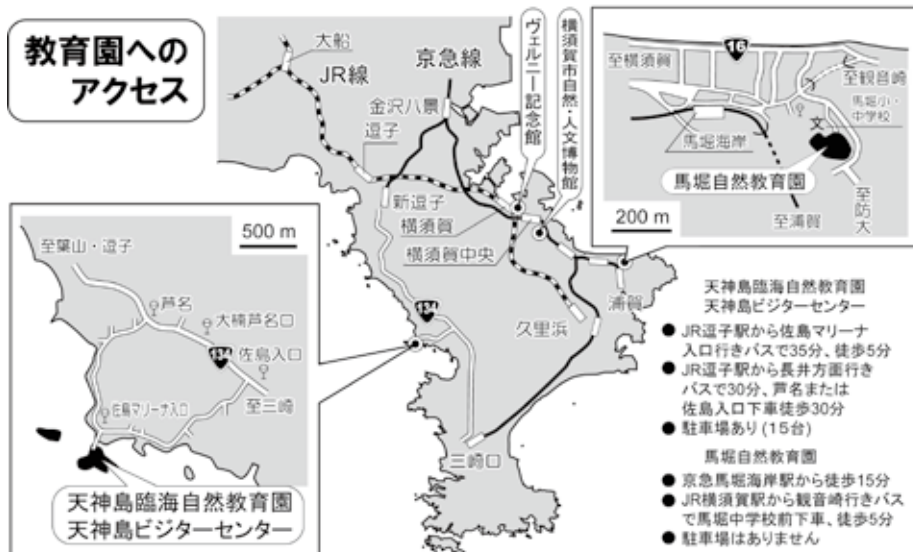 教育園への
アクセス
大船
JR線
京急線
金沢八景
逗子
新逗子
横須賀
横須賀中央
ヴェルニー記念館
横須賀市自然・人文博物館
134
久里浜
浦賀
三崎口
16
至横須賀
至観音崎
馬堀小・
中学校
文
馬堀海岸
馬堀自然教育園
200 m
至浦賀
至防大
500 m
至葉山・逗子
芦名
大楠芦名口
134
佐島入口
至三崎
佐島マリーナ入口
天神島臨海自然教育園
天神島ビジターセンター
天神島臨海自然教育園
天神島ビジターセンター
● JR逗子駅から佐島マリーナ
入口行きバスで35分、徒歩5分
● JR逗子駅から長井方面行き
バスで30分、芦名または
佐島入口下車徒歩30分
● 駐車場あり (15台)
馬堀自然教育園
● 京急馬堀海岸駅から徒歩15分
● JR横須賀駅から観音崎行きバス
で馬堀中学校前下車、徒歩5分
● 駐車場はありません